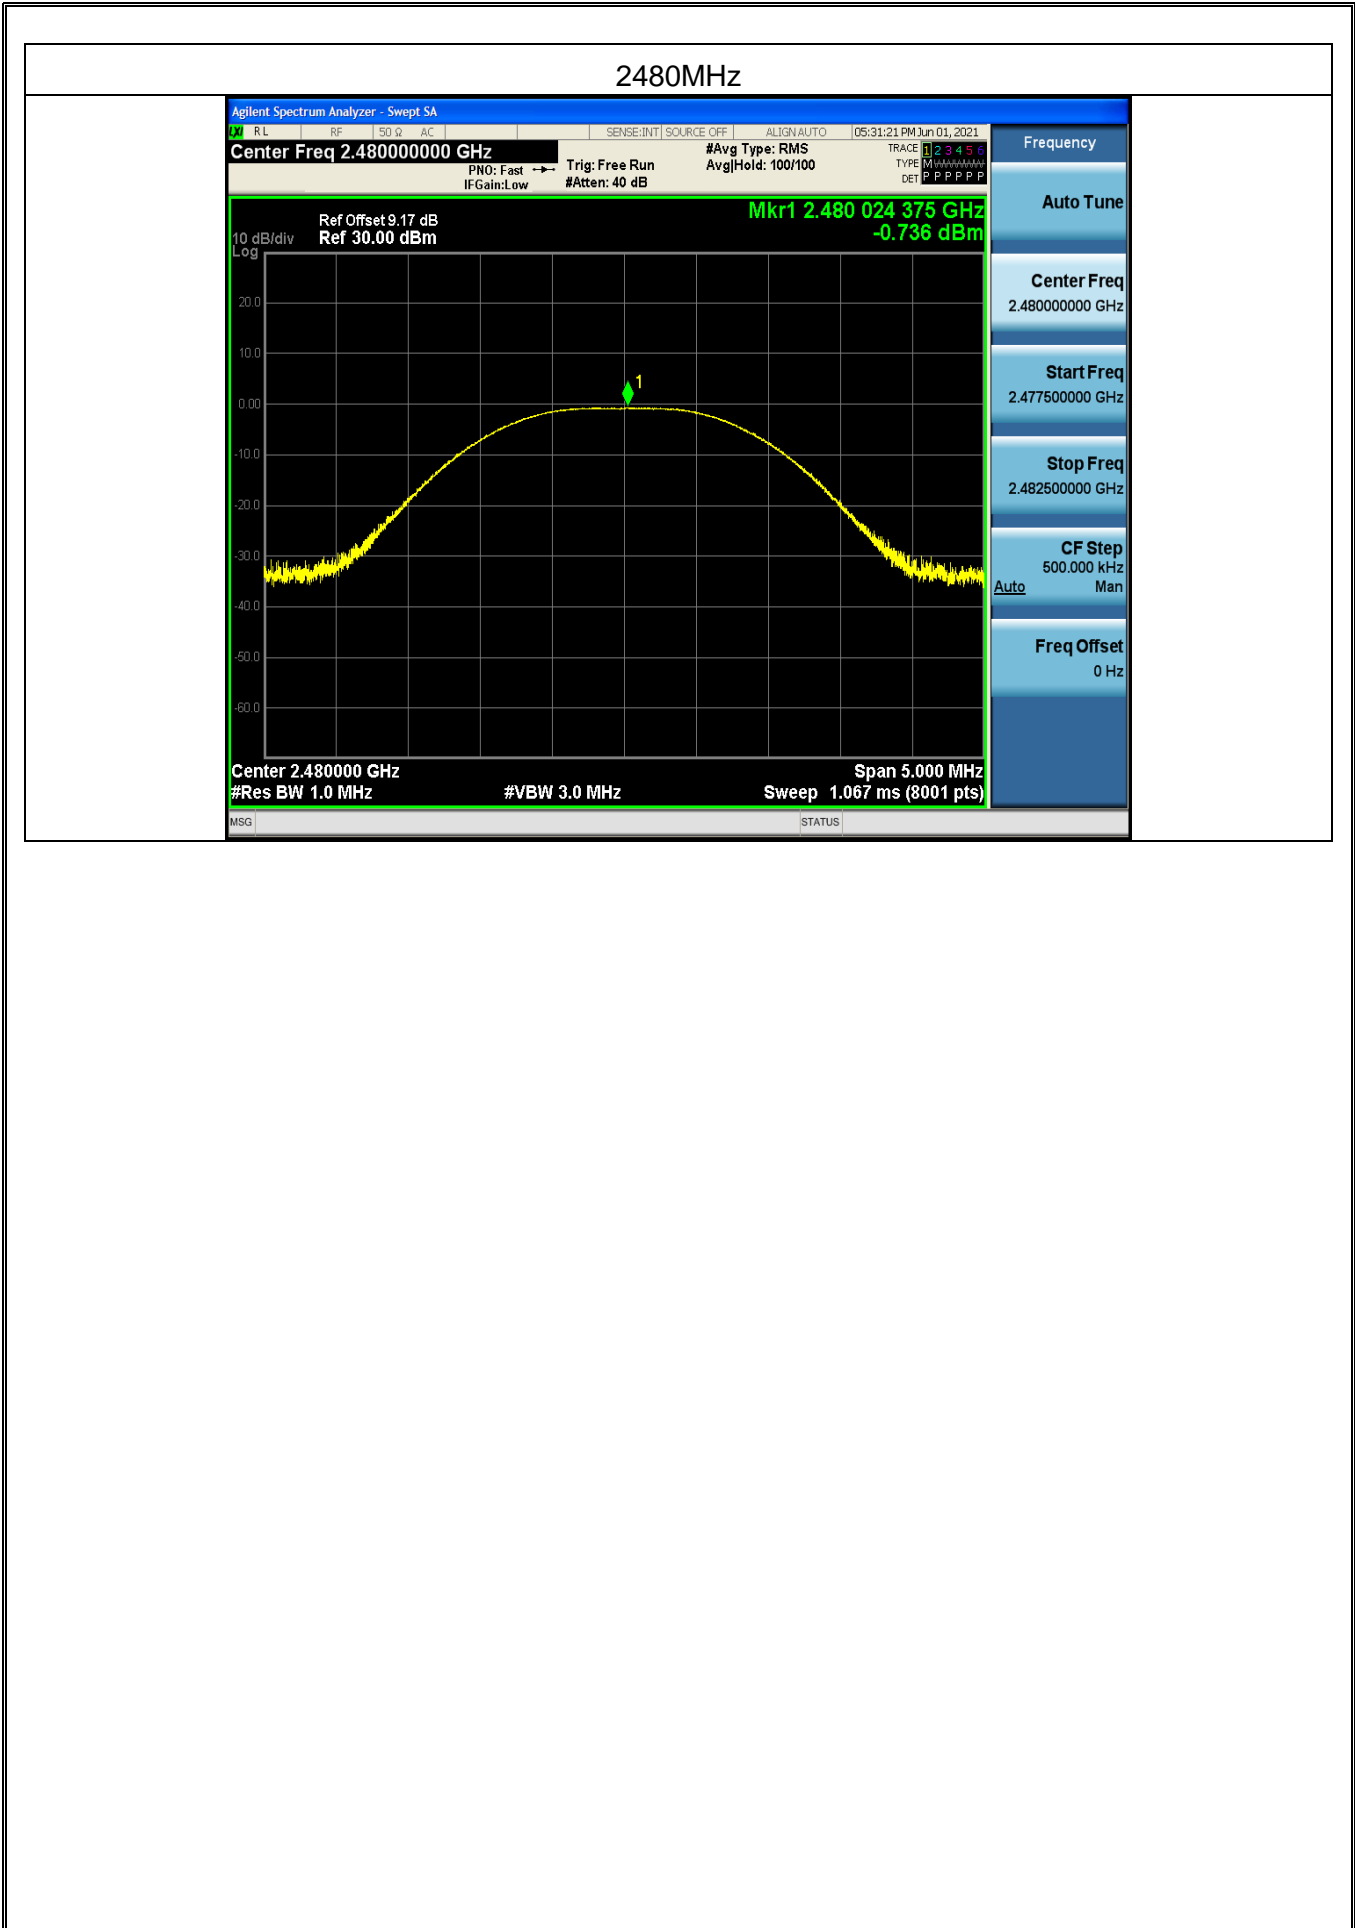 2480MHz
Agilent Spectrum Analyzer - Swept SA
LXI RL RF 50 Ω AC SENSE:INT SOURCE OFF ALIGN AUTO 05:31:21 PM Jun 01, 2021
Center Freq 2.480000000 GHz
PNO: Fast
IFGain:Low
Trig: Free Run
#Atten: 40 dB
#Avg Type: RMS
Avg|Hold: 100/100
TRACE 1 2 3 4 5 6
TYPE M
DET P P P P P P
Frequency
Auto Tune
Center Freq
2.480000000 GHz
Start Freq
2.477500000 GHz
Stop Freq
2.482500000 GHz
CF Step
500.000 kHz
Auto Man
Freq Offset
0 Hz
Mkr1 2.480 024 375 GHz
-0.736 dBm
Ref Offset 9.17 dB
10 dB/div Ref 30.00 dBm
Log
20.0
10.0
1
0.00
-10.0
-20.0
-30.0
-40.0
-50.0
-60.0
Center 2.480000 GHz Span 5.000 MHz
#Res BW 1.0 MHz #VBW 3.0 MHz Sweep 1.067 ms (8001 pts)
MSG STATUS